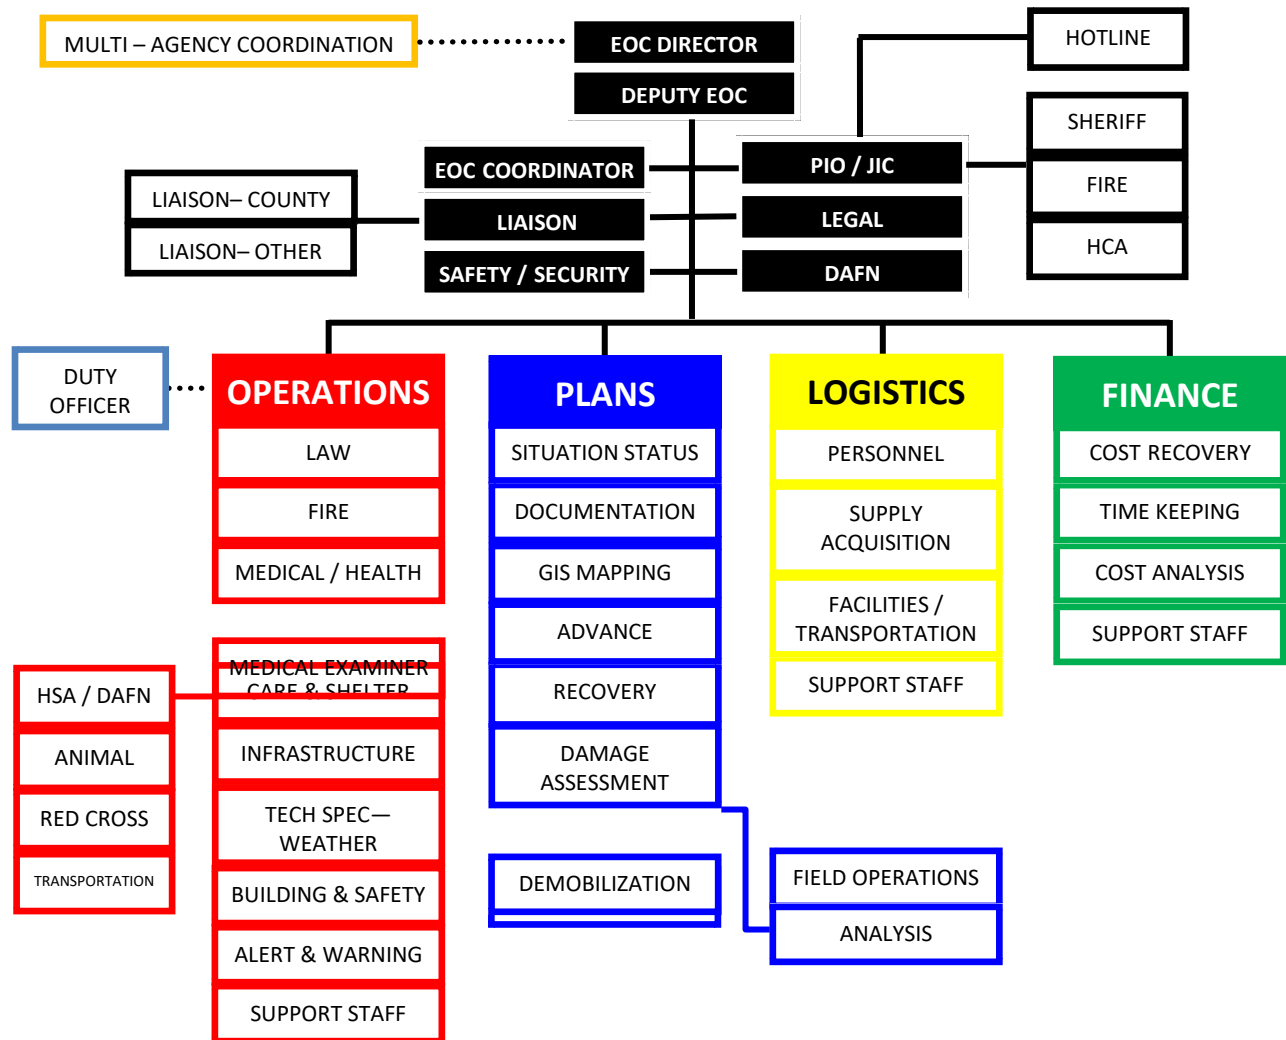 MULTI – AGENCY COORDINATION
EOC DIRECTOR
DEPUTY EOC
HOTLINE
EOC COORDINATOR
PIO / JIC
SHERIFF
FIRE
HCA
LIAISON– COUNTY
LIAISON– OTHER
LIAISON
LEGAL
SAFETY / SECURITY
DAFN
DUTY
OFFICER
OPERATIONS
LAW
FIRE
MEDICAL / HEALTH
MEDICAL EXAMINER
CARE & SHELTER
INFRASTRUCTURE
TECH SPEC—
WEATHER
BUILDING & SAFETY
ALERT & WARNING
SUPPORT STAFF
HSA / DAFN
ANIMAL
RED CROSS
TRANSPORTATION
PLANS
SITUATION STATUS
DOCUMENTATION
GIS MAPPING
ADVANCE
RECOVERY
DAMAGE
ASSESSMENT
DEMOBILIZATION
FIELD OPERATIONS
ANALYSIS
LOGISTICS
PERSONNEL
SUPPLY
ACQUISITION
FACILITIES /
TRANSPORTATION
SUPPORT STAFF
FINANCE
COST RECOVERY
TIME KEEPING
COST ANALYSIS
SUPPORT STAFF